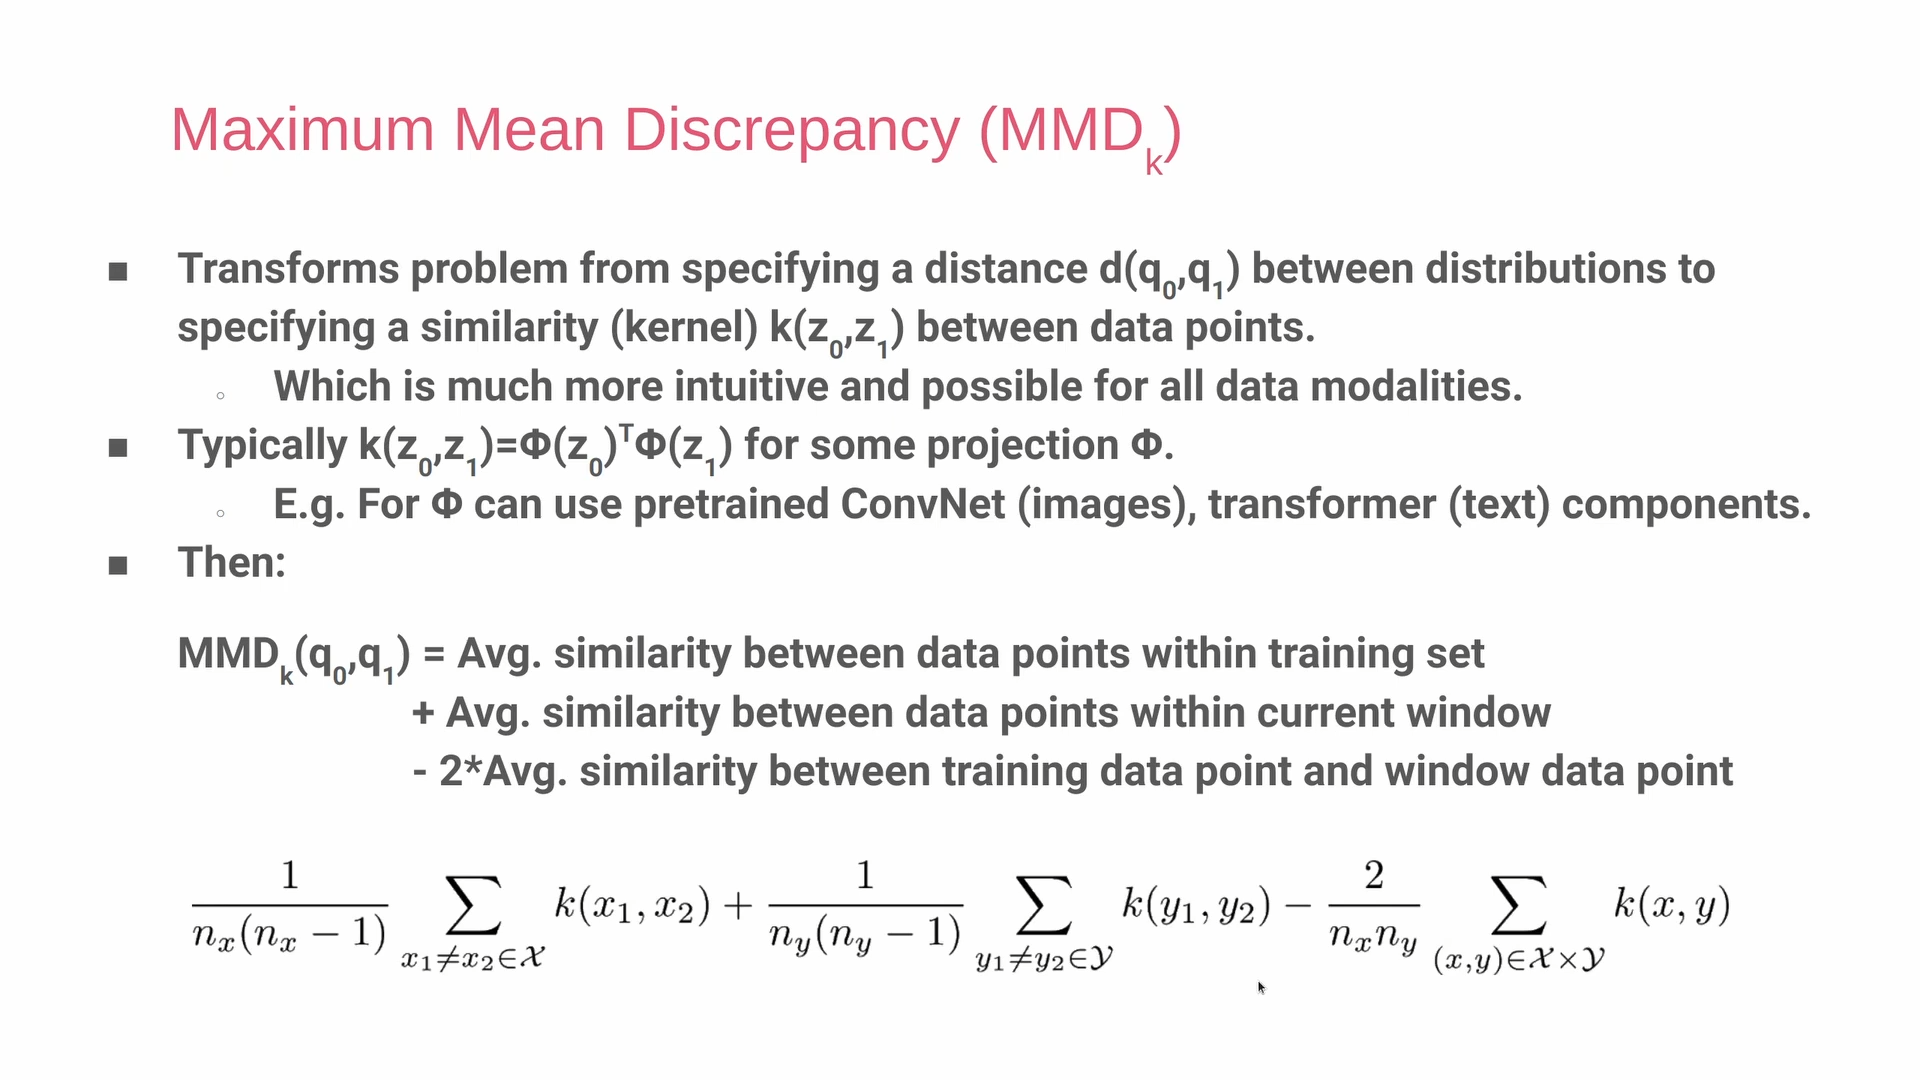 Maximum Mean Discrepancy (MMD_k)
■ Transforms problem from specifying a distance d(q_0,q_1) between distributions to
specifying a similarity (kernel) k(z_0,z_1) between data points.
○ Which is much more intuitive and possible for all data modalities.
■ Typically k(z_0,z_1)=Φ(z_0)^TΦ(z_1) for some projection Φ.
○ E.g. For Φ can use pretrained ConvNet (images), transformer (text) components.
■ Then:
MMD_k(q_0,q_1) = Avg. similarity between data points within training set
+ Avg. similarity between data points within current window
- 2*Avg. similarity between training data point and window data point
\frac{1}{n_x(n_x - 1)} \sum_{x_1 \neq x_2 \in \mathcal{X}} k(x_1, x_2) + \frac{1}{n_y(n_y - 1)} \sum_{y_1 \neq y_2 \in \mathcal{Y}} k(y_1, y_2) - \frac{2}{n_x n_y} \sum_{(x,y) \in \mathcal{X} \times \mathcal{Y}} k(x, y)